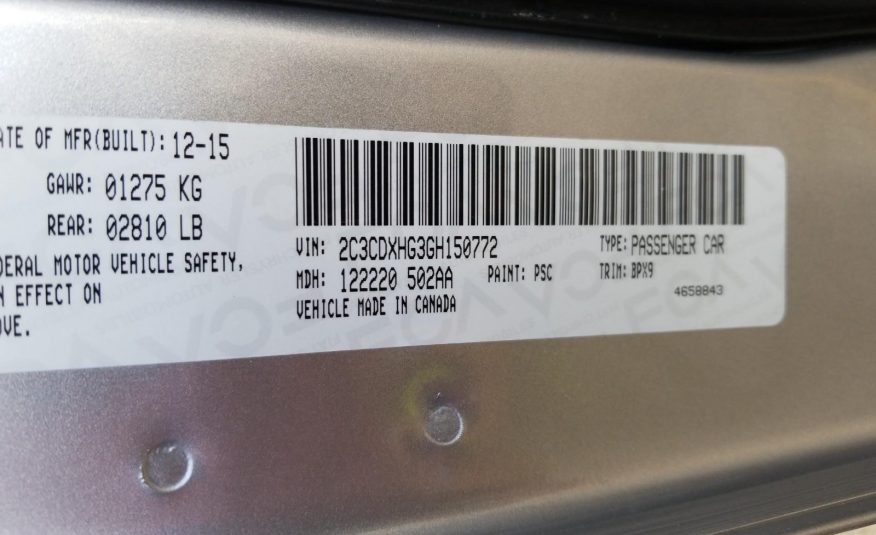 ATE OF MFR(BUILT): 12-15
GAWR: 01275 KG
REAR: 02810 LB
DERAL MOTOR VEHICLE SAFETY,
N EFFECT ON
OVE.
VIN: 2C3CDXHG3GH150772
TYPE: PASSENGER CAR
MDH: 122220 502AA PAINT: PSC TRIM: BPX9
VEHICLE MADE IN CANADA
4658843